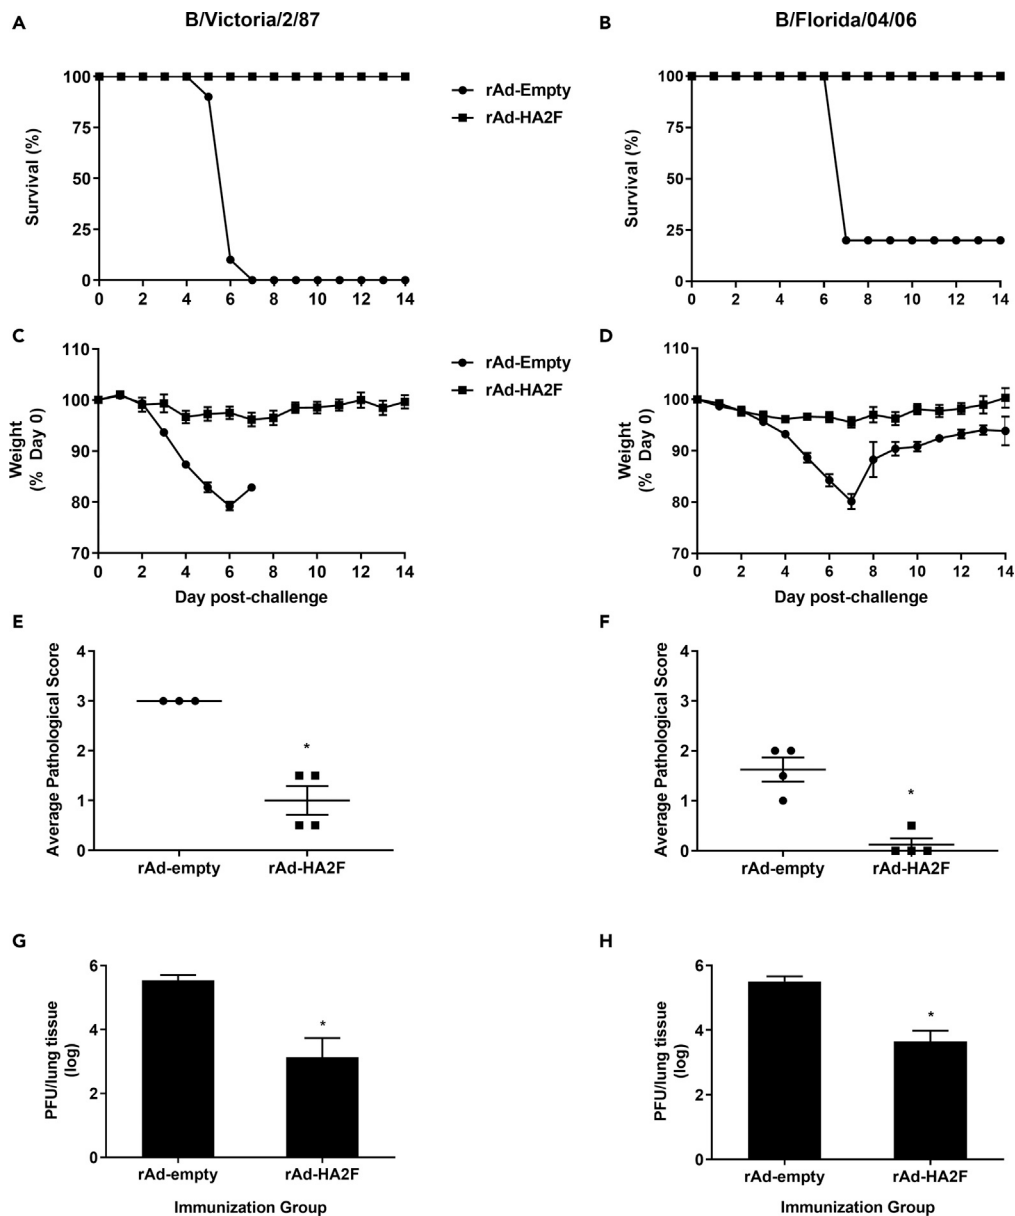 A
B/Victoria/2/87
B
B/Florida/04/06
Survival (%)
100
75
50
25
0
0 2 4 6 8 10 12 14
rAd-Empty
rAd-HA2F
Survival (%)
100
75
50
25
0
0 2 4 6 8 10 12 14
C
Weight
(% Day 0)
110
100
90
80
70
0 2 4 6 8 10 12 14
Day post-challenge
rAd-Empty
rAd-HA2F
D
Weight
(% Day 0)
110
100
90
80
70
0 2 4 6 8 10 12 14
Day post-challenge
E
Average Pathological Score
4
3
2
1
0
*
rAd-empty rAd-HA2F
F
Average Pathological Score
4
3
2
1
0
*
rAd-empty rAd-HA2F
G
PFU/lung tissue
(log)
6
4
2
0
*
rAd-empty rAd-HA2F
Immunization Group
H
PFU/lung tissue
(log)
6
4
2
0
*
rAd-empty rAd-HA2F
Immunization Group